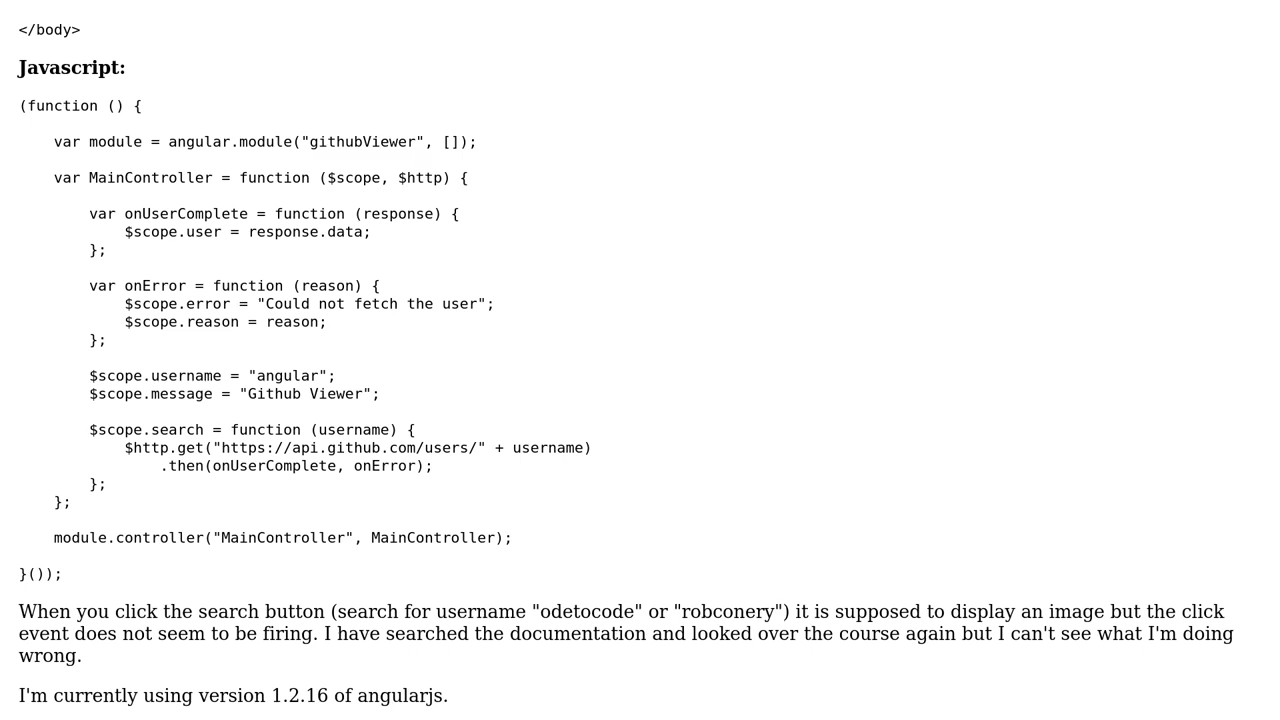 </body>
Javascript:
(function () {
    var module = angular.module("githubViewer", []);
    var MainController = function ($scope, $http) {
        var onUserComplete = function (response) {
            $scope.user = response.data;
        };
        var onError = function (reason) {
            $scope.error = "Could not fetch the user";
            $scope.reason = reason;
        };
        $scope.username = "angular";
        $scope.message = "Github Viewer";
        $scope.search = function (username) {
            $http.get("https://api.github.com/users/" + username)
                .then(onUserComplete, onError);
        };
    };
    module.controller("MainController", MainController);
}());
When you click the search button (search for username "odetocode" or "robconery") it is supposed to display an image but the click
event does not seem to be firing. I have searched the documentation and looked over the course again but I can't see what I'm doing
wrong.
I'm currently using version 1.2.16 of angularjs.